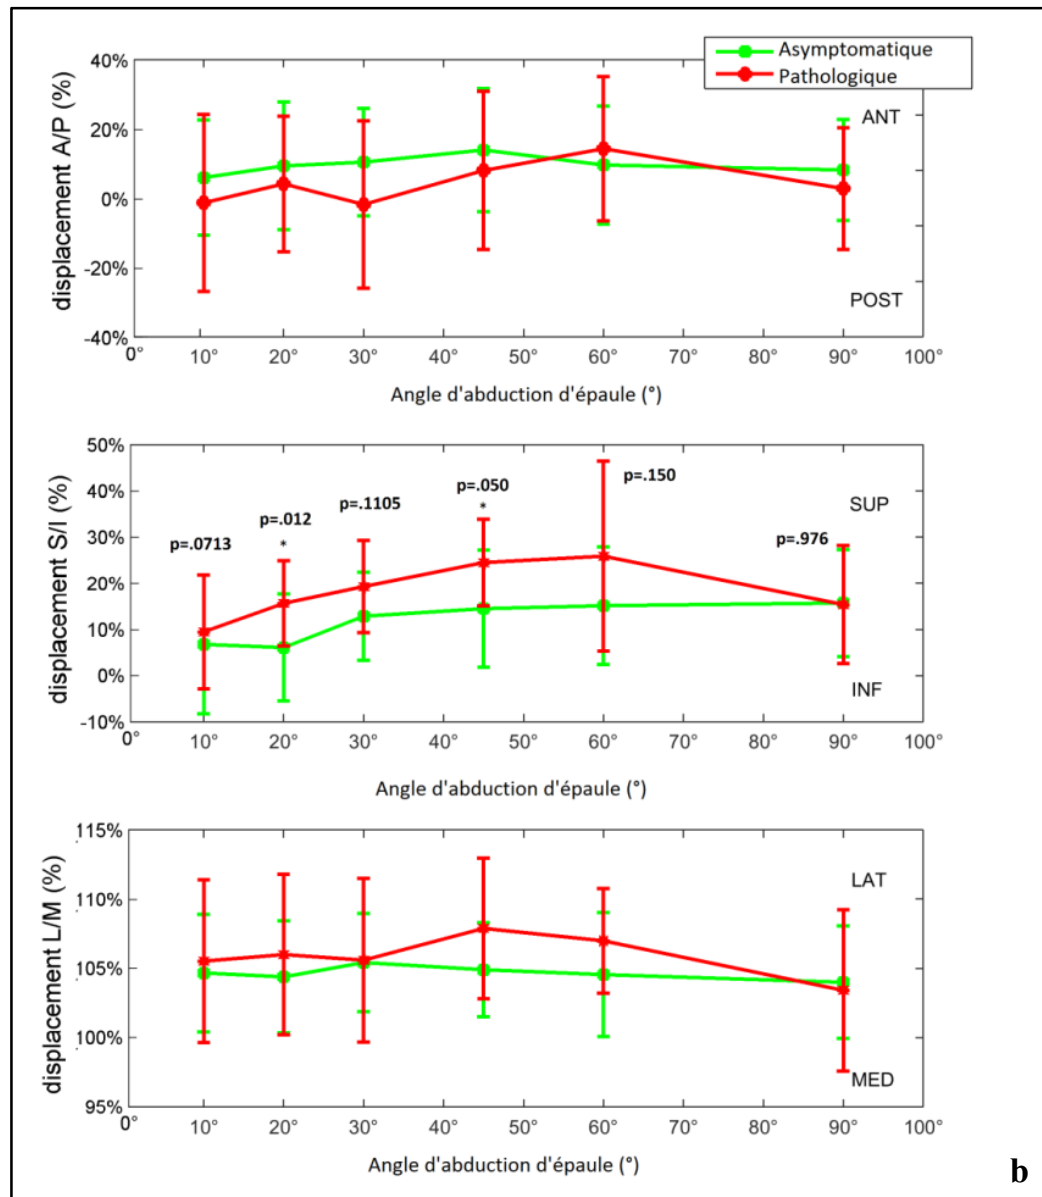 Asymptomatique
Pathologique
displacement A/P (%)
40%
20%
0%
-20%
-40%
ANT
POST
0° 10° 20° 30° 40° 50° 60° 70° 80° 90° 100°
Angle d'abduction d'épaule (°)
displacement S/I (%)
50%
40%
30%
20%
10%
0%
-10%
p=.0713
p=.012
*
p=.1105
p=.050
*
p=.150
p=.976
SUP
INF
0° 10° 20° 30° 40° 50° 60° 70° 80° 90° 100°
Angle d'abduction d'épaule (°)
displacement L/M (%)
115%
110%
105%
100%
95%
LAT
MED
0° 10° 20° 30° 40° 50° 60° 70° 80° 90° 100°
Angle d'abduction d'épaule (°)
b